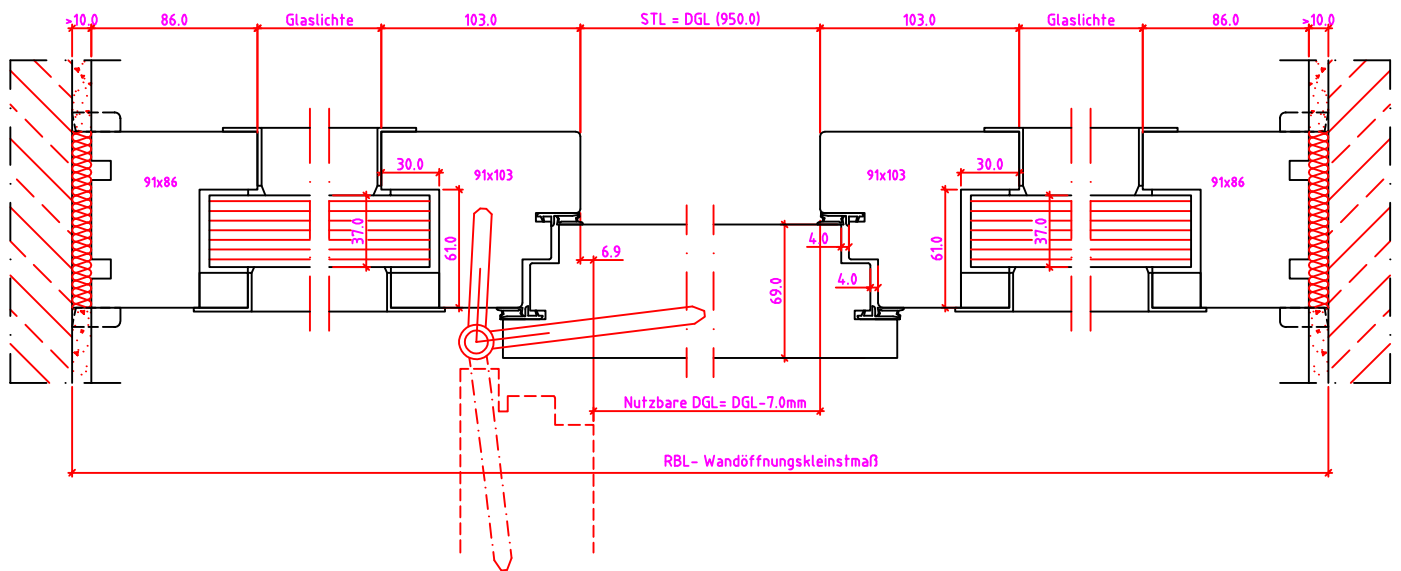 >10.0 86.0 Glaslichte 103.0 STL = DGL (950.0) 103.0 Glaslichte 86.0 >10.0
91x86 30.0 91x103 91x103 30.0 91x86
37.0 61.0 6.9 4.0 61.0 37.0
69.0 4.0
Nutzbare DGL= DGL-7.0mm
RBL- Wandöffnungskleinstmaß